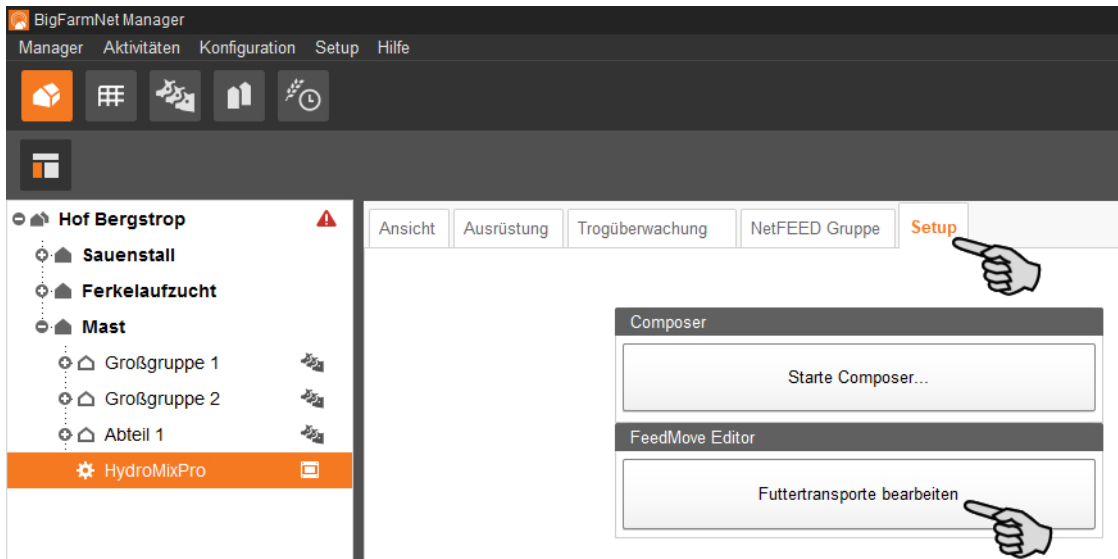 BigFarmNet Manager
Manager Aktivitäten Konfiguration Setup Hilfe
Hof Bergstrop
Sauenstall
Ferkelaufzucht
Mast
Großgruppe 1
Großgruppe 2
Abteil 1
HydroMixPro
Ansicht Ausrüstung Trogüberwachung NetFEED Gruppe Setup
Composer
Starte Composer...
FeedMove Editor
Futtertransporte bearbeiten